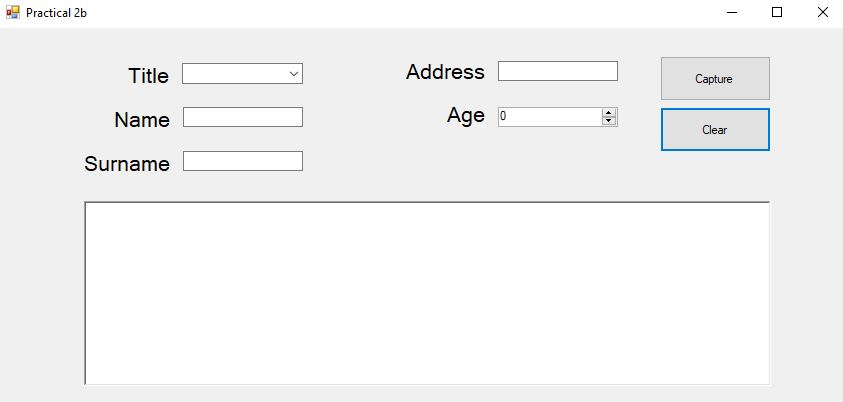 Practical 2b
Title
Address
Capture
Name
Age
0
Clear
Surname